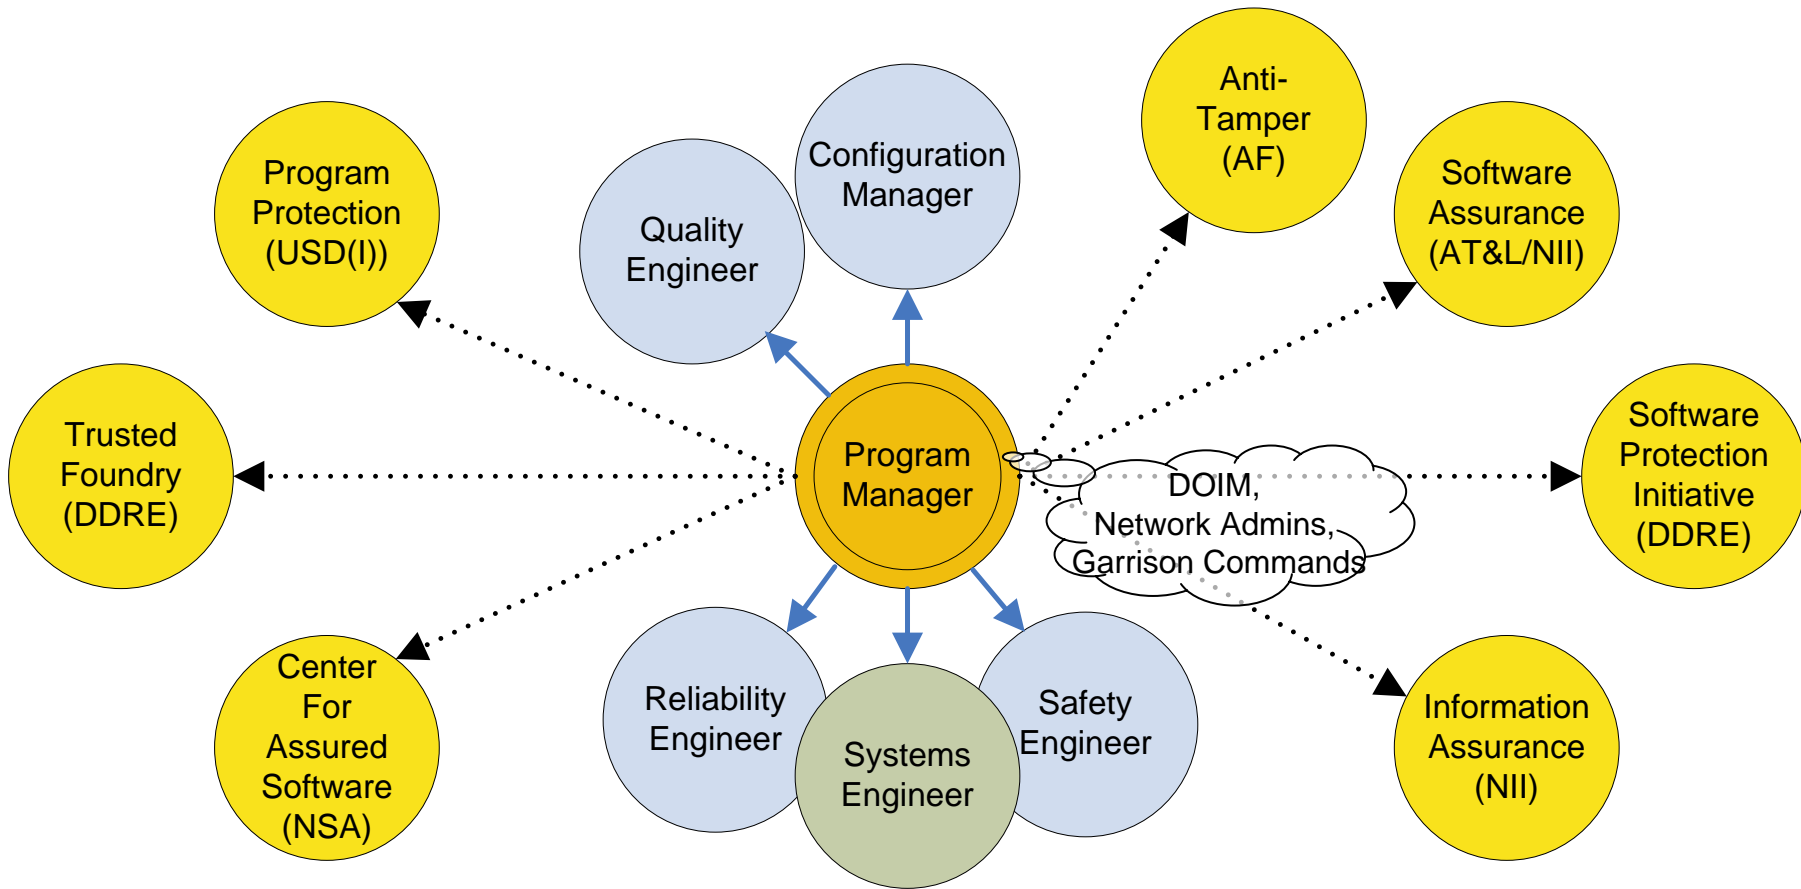 Anti-
Tamper
(AF)
Configuration
Manager
Program
Protection
(USD(I))
Software
Assurance
(AT&L/NII)
Quality
Engineer
Trusted
Foundry
(DDRE)
Program
Manager
DOIM,
Network Admins,
Garrison Commands
Software
Protection
Initiative
(DDRE)
Center
For
Assured
Software
(NSA)
Reliability
Engineer
Systems
Engineer
Safety
Engineer
Information
Assurance
(NII)